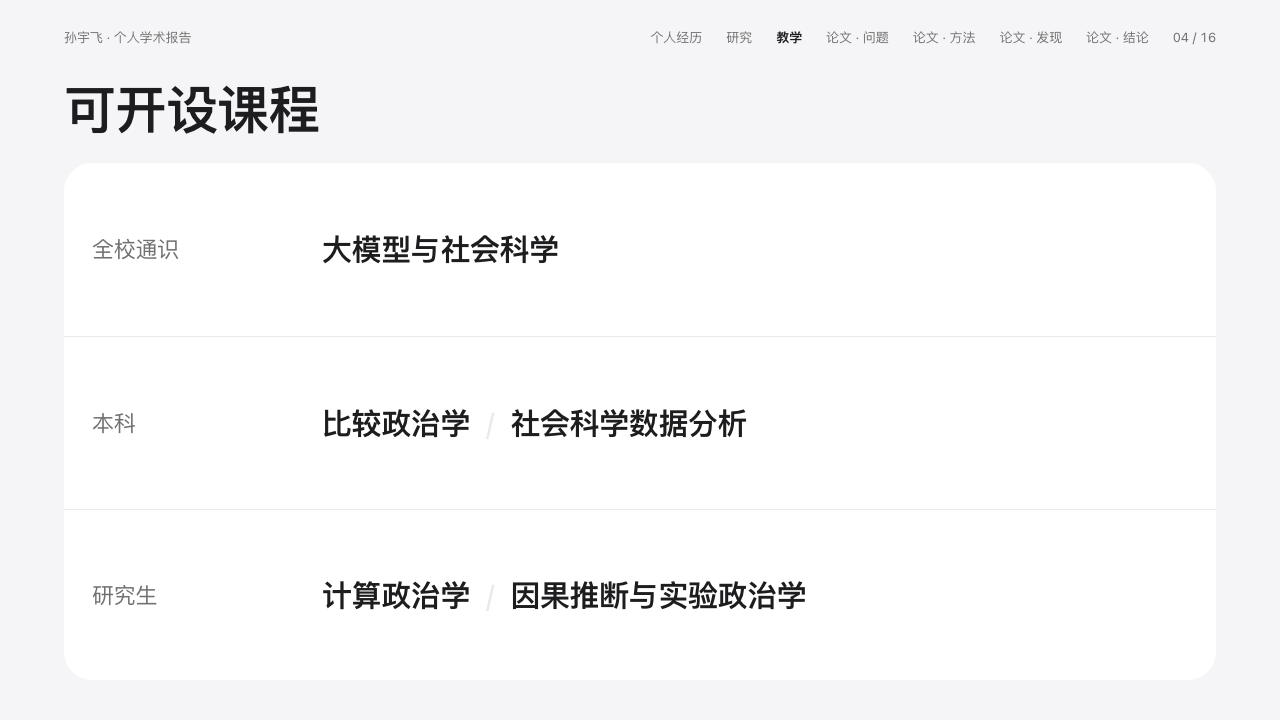 孙宇飞 · 个人学术报告 个人经历 研究 教学 论文 · 问题 论文 · 方法 论文 · 发现 论文 · 结论 04 / 16
可开设课程
全校通识 大模型与社会科学
本科 比较政治学 / 社会科学数据分析
研究生 计算政治学 / 因果推断与实验政治学